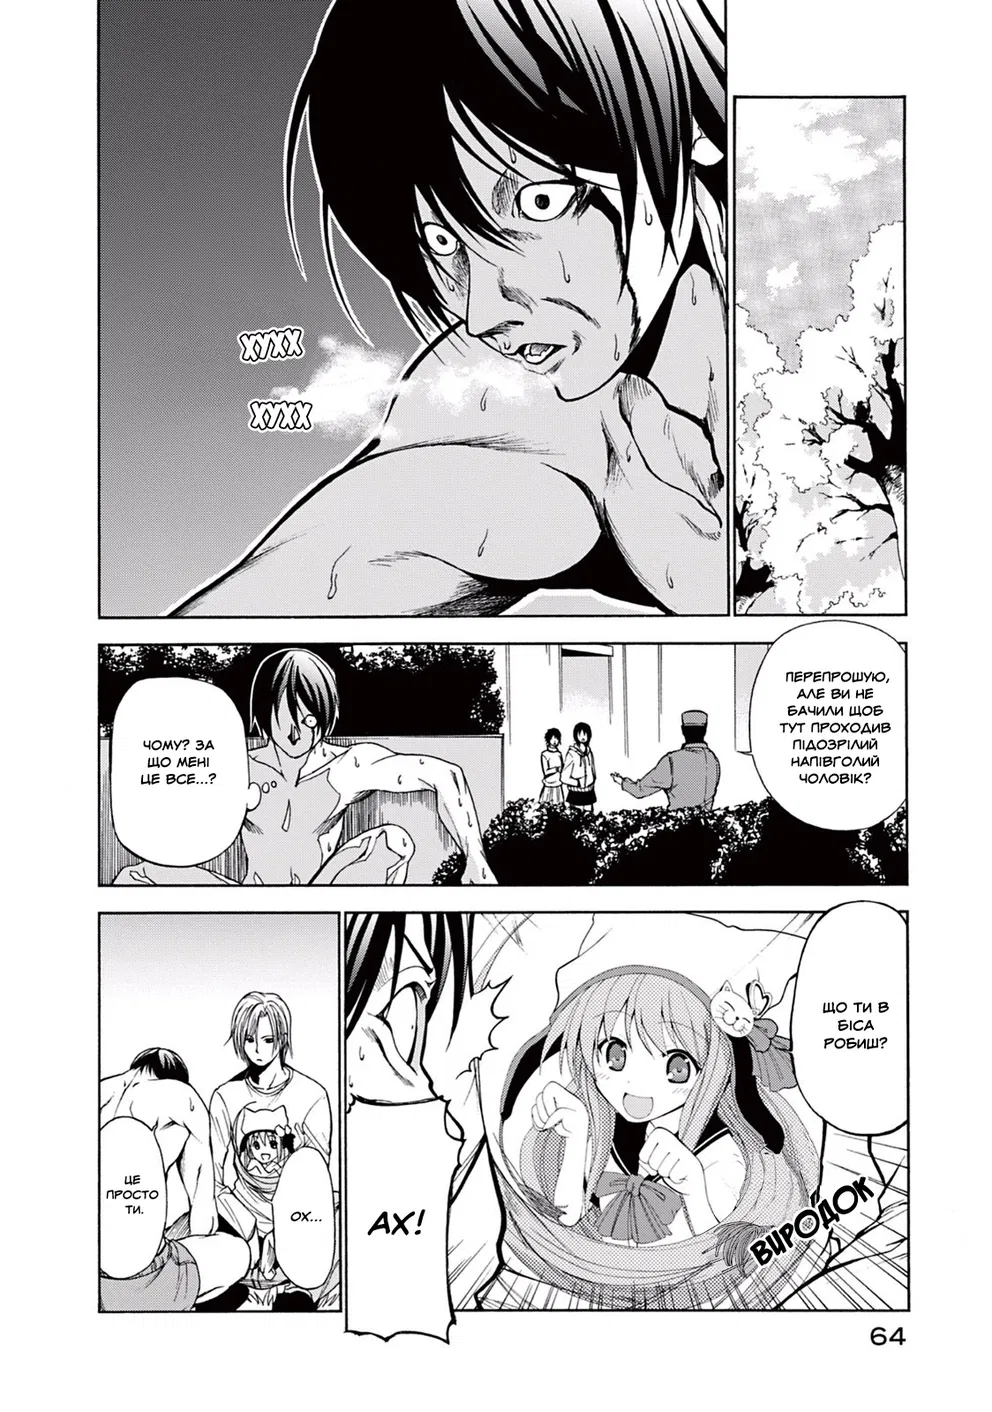 ХУХХ
ХУХХ
ПЕРЕПРОШУЮ,
АЛЕ ВИ НЕ
БАЧИЛИ ЩОБ
ТУТ ПРОХОДИВ
ПІДОЗРІЛИЙ
НАПІВГОЛИЙ
ЧОЛОВІК?
ЧОМУ? ЗА
ЩО МЕНІ
ЦЕ ВСЕ...?
ЩО ТИ В
БІСА
РОБИШ?
ВИРОДОК
АХ!
ОХ...
ЦЕ
ПРОСТО
ТИ.
64